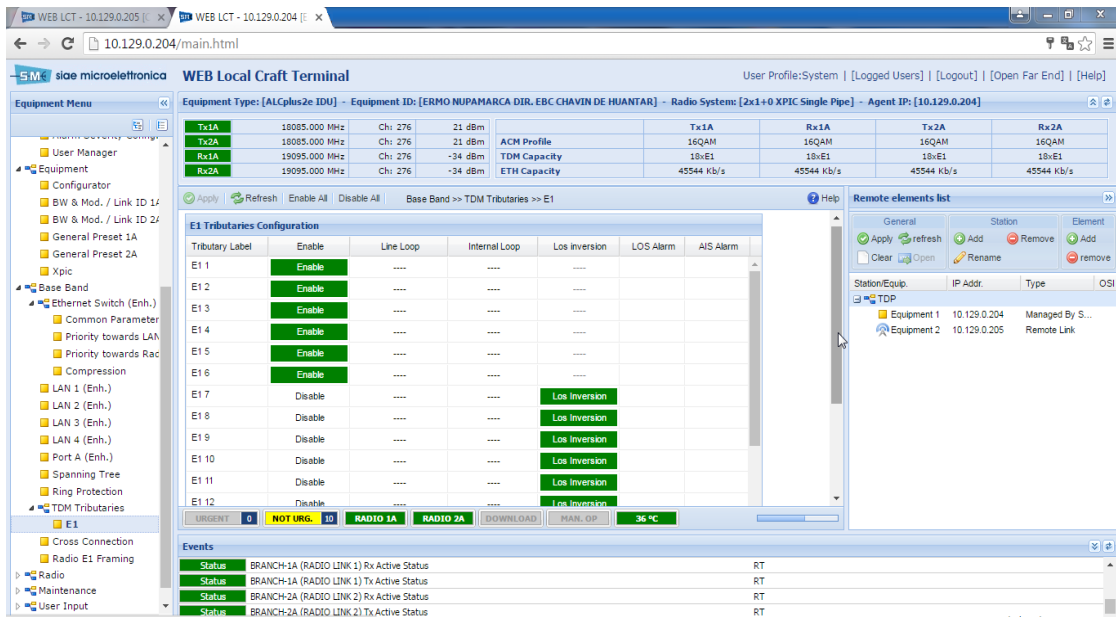 WEB LCT - 10.129.0.205 [C
WEB LCT - 10.129.0.204 [E
10.129.0.204/main.html
SM siae microelettronica
WEB Local Craft Terminal
User Profile:System | [Logged Users] | [Logout] | [Open Far End] | [Help]
Equipment Menu
Equipment Type: [ALCplus2e IDU] - Equipment ID: [ERMO NUPAMARCA DIR. EBC CHAVIN DE HUANTAR] - Radio System: [2x1+0 XPIC Single Pipe] - Agent IP: [10.129.0.204]
Tx1A 18085.000 MHz Ch: 276 21 dBm Tx1A Rx1A Tx2A Rx2A
Tx2A 18085.000 MHz Ch: 276 21 dBm ACM Profile 16QAM 16QAM 16QAM 16QAM
Rx1A 19095.000 MHz Ch: 276 -34 dBm TDM Capacity 18xE1 18xE1 18xE1 18xE1
Rx2A 19095.000 MHz Ch: 276 -34 dBm ETH Capacity 45544 Kb/s 45544 Kb/s 45544 Kb/s 45544 Kb/s
User Manager
Equipment
Configurator
BW & Mod. / Link ID 1A
BW & Mod. / Link ID 2A
General Preset 1A
General Preset 2A
Xpic
Base Band
Ethernet Switch (Enh.)
Common Parameter
Priority towards LAN
Priority towards Rad
Compression
LAN 1 (Enh.)
LAN 2 (Enh.)
LAN 3 (Enh.)
LAN 4 (Enh.)
Port A (Enh.)
Spanning Tree
Ring Protection
TDM Tributaries
E1
Cross Connection
Radio E1 Framing
Radio
Maintenance
User Input
Apply Refresh Enable All Disable All Base Band >> TDM Tributaries >> E1 Help
E1 Tributaries Configuration
Tributary Label Enable Line Loop Internal Loop Los inversion LOS Alarm AIS Alarm
E1 1 Enable ---- ---- ----
E1 2 Enable ---- ---- ----
E1 3 Enable ---- ---- ----
E1 4 Enable ---- ---- ----
E1 5 Enable ---- ---- ----
E1 6 Enable ---- ---- ----
E1 7 Disable ---- ---- Los Inversion
E1 8 Disable ---- ---- Los Inversion
E1 9 Disable ---- ---- Los Inversion
E1 10 Disable ---- ---- Los Inversion
E1 11 Disable ---- ---- Los Inversion
E1 12 Disable ---- ---- Los Inversion
URGENT 0 NOT URG. 10 RADIO 1A RADIO 2A DOWNLOAD MAN. OP 36 ºC
Remote elements list
General Station Element
Apply refresh Add Remove Add
Clear Open Rename remove
Station/Equip. IP Addr. Type OSI
TDP
Equipment 1 10.129.0.204 Managed By S...
Equipment 2 10.129.0.205 Remote Link
Events
Status BRANCH-1A (RADIO LINK 1) Rx Active Status RT
Status BRANCH-1A (RADIO LINK 1) Tx Active Status RT
Status BRANCH-2A (RADIO LINK 2) Rx Active Status RT
Status BRANCH-2A (RADIO LINK 2) Tx Active Status RT